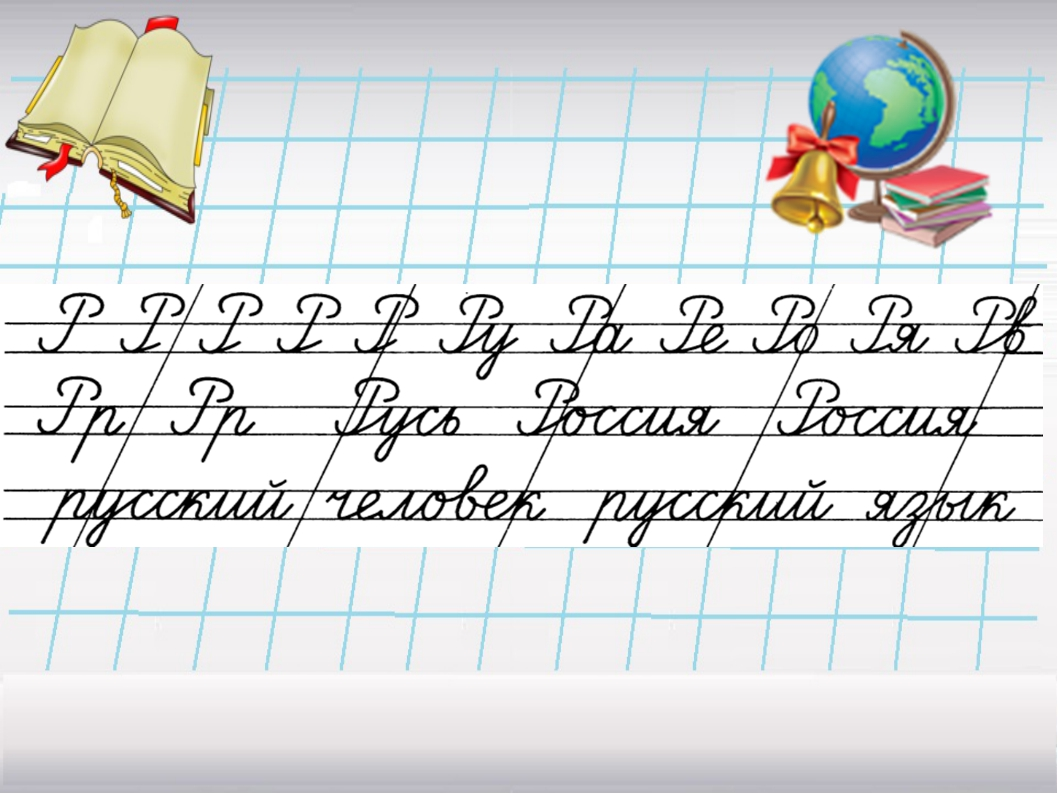 Р Р Р Р Р Ру Ра Ре Ро Ря Рв
Рр Рр Русь Россия Россия
русский человек русский язык